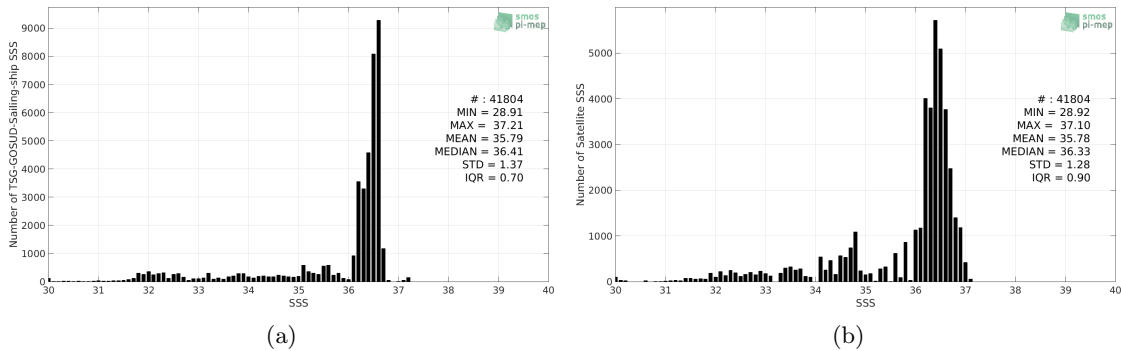 smos
pi-mep
9000
8000
7000
6000
5000
4000
3000
2000
1000
0
Number of TSG-GOSUD-Sailing-ship SSS
# : 41804
MIN = 28.91
MAX = 37.21
MEAN = 35.79
MEDIAN = 36.41
STD = 1.37
IQR = 0.70
30 31 32 33 34 35 36 37 38 39 40
SSS
(a)
smos
pi-mep
5000
4000
3000
2000
1000
0
Number of Satellite SSS
# : 41804
MIN = 28.92
MAX = 37.10
MEAN = 35.78
MEDIAN = 36.33
STD = 1.28
IQR = 0.90
30 31 32 33 34 35 36 37 38 39 40
SSS
(b)